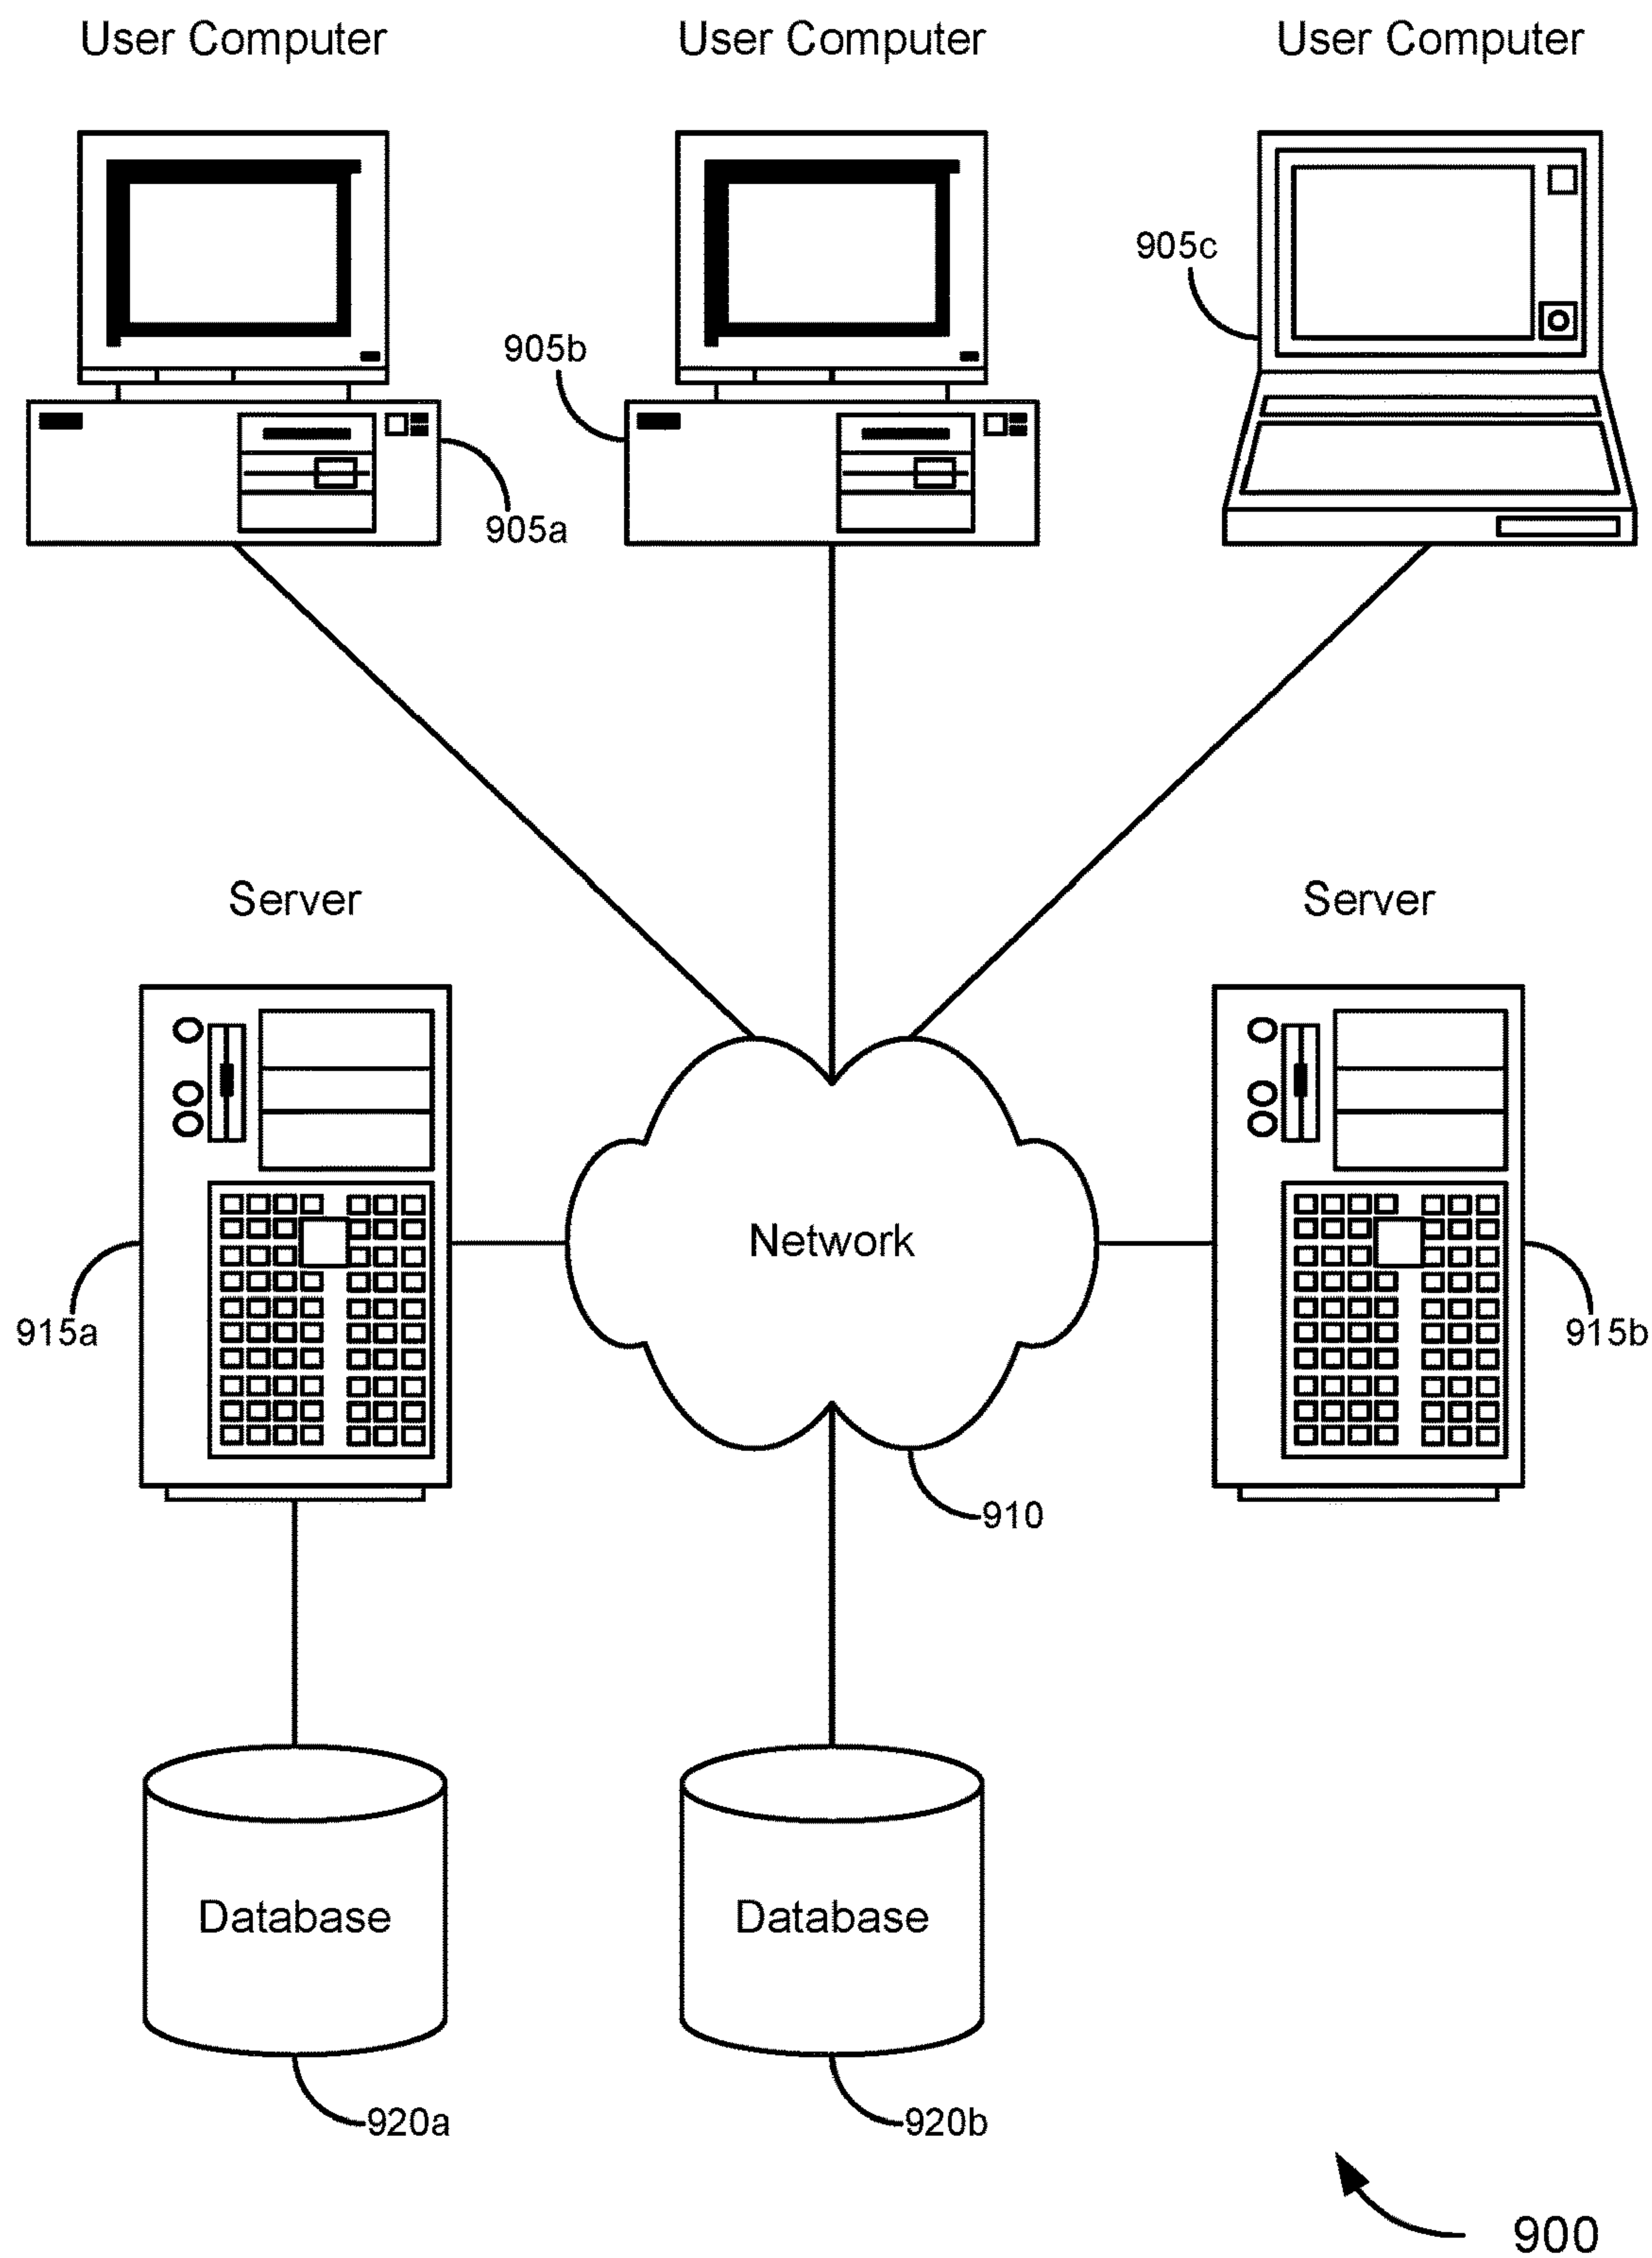 User Computer
User Computer
User Computer
905c
905b
905a
Server
Server
Network
915a
915b
910
Database
Database
920a
920b
900